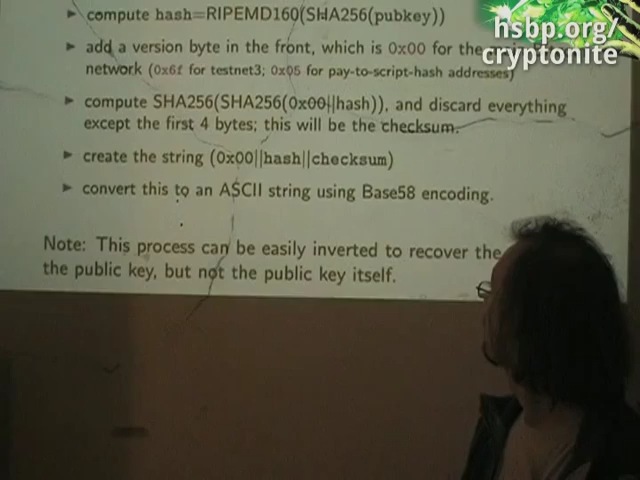 ▶ compute hash=RIPEMD160(SHA256(pubkey))
hsbp.org/
cryptonite
▶ add a version byte in the front, which is 0x00 for the
network (0x6f for testnet3; 0x05 for pay-to-script-hash addresses)
▶ compute SHA256(SHA256(0x00||hash)), and discard everything
except the first 4 bytes; this will be the checksum.
▶ create the string (0x00||hash||checksum)
▶ convert this to an ASCII string using Base58 encoding.
Note: This process can be easily inverted to recover the
the public key, but not the public key itself.